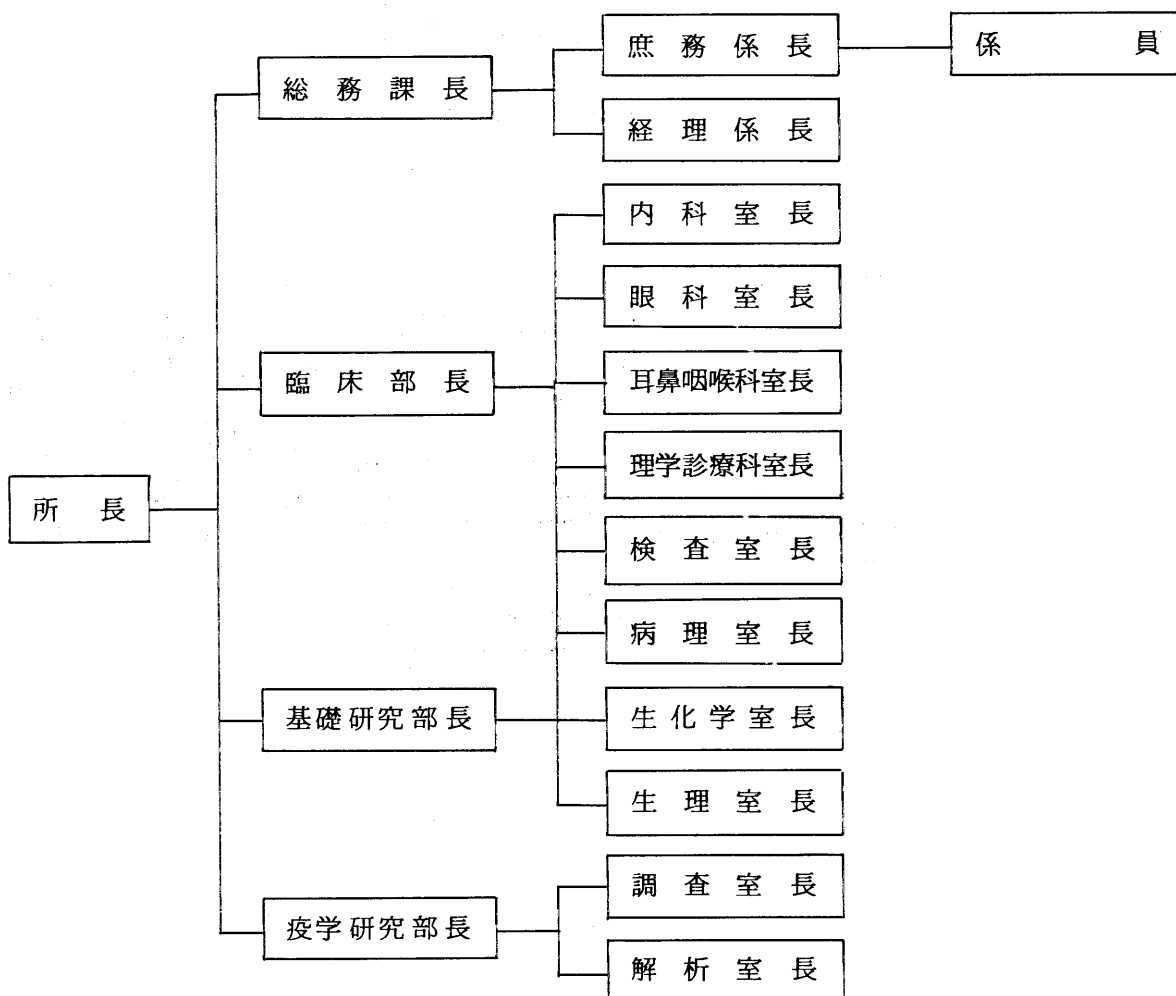 庶務係長
係員
総務課長
経理係長
内科室長
眼科室長
臨床部長
耳鼻咽喉科室長
理学診療科室長
所長
検査室長
病理室長
基礎研究部長
生化学室長
生理室長
調査室長
疫学研究部長
解析室長